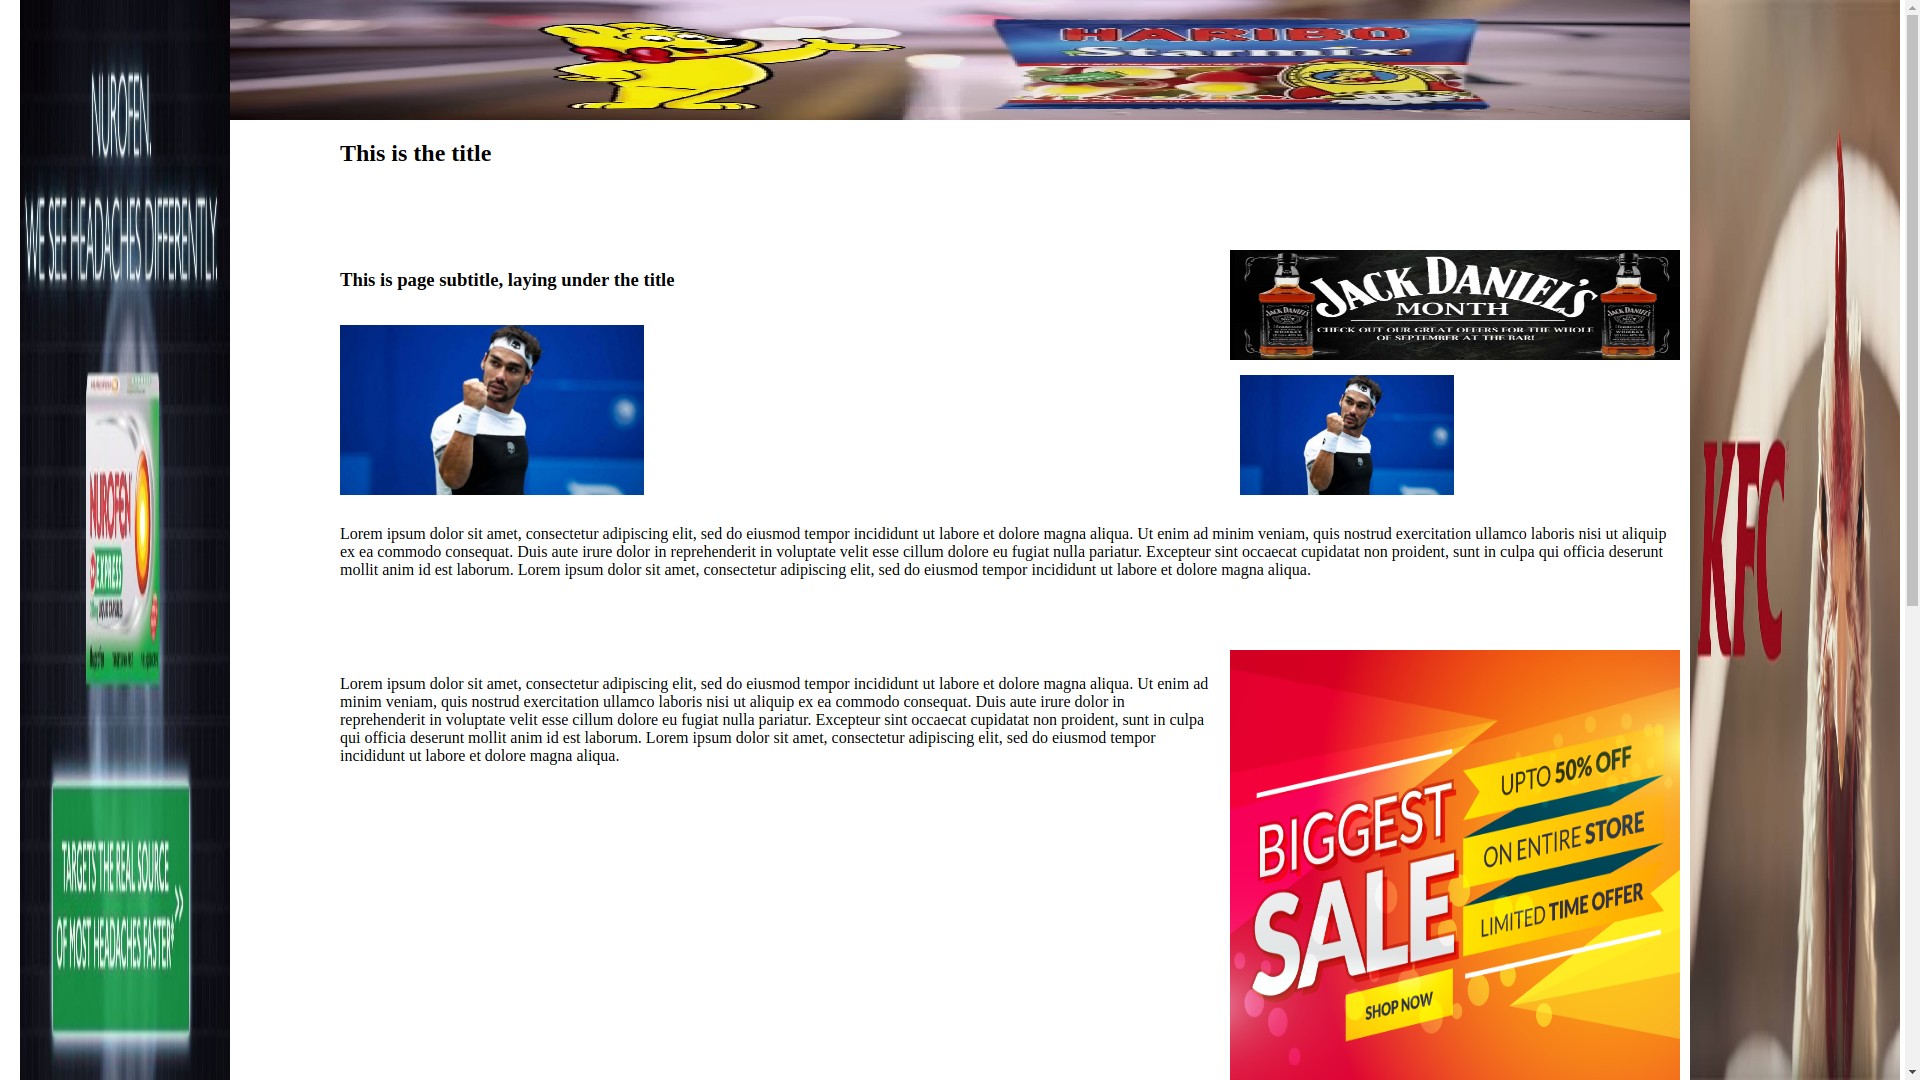 HARIBO
Starmix
NUROFEN.
WE SEE HEADACHES DIFFERENTLY.
This is the title
This is page subtitle, laying under the title
JACK DANIEL'S
MONTH
CHECK OUT OUR GREAT OFFERS FOR THE WHOLE
OF SEPTEMBER AT THE BAR!
NUROFEN
EXPRESS
KFC
Lorem ipsum dolor sit amet, consectetur adipiscing elit, sed do eiusmod tempor incididunt ut labore et dolore magna aliqua. Ut enim ad minim veniam, quis nostrud exercitation ullamco laboris nisi ut aliquip
ex ea commodo consequat. Duis aute irure dolor in reprehenderit in voluptate velit esse cillum dolore eu fugiat nulla pariatur. Excepteur sint occaecat cupidatat non proident, sunt in culpa qui officia deserunt
mollit anim id est laborum. Lorem ipsum dolor sit amet, consectetur adipiscing elit, sed do eiusmod tempor incididunt ut labore et dolore magna aliqua.
Lorem ipsum dolor sit amet, consectetur adipiscing elit, sed do eiusmod tempor incididunt ut labore et dolore magna aliqua. Ut enim ad
minim veniam, quis nostrud exercitation ullamco laboris nisi ut aliquip ex ea commodo consequat. Duis aute irure dolor in
reprehenderit in voluptate velit esse cillum dolore eu fugiat nulla pariatur. Excepteur sint occaecat cupidatat non proident, sunt in culpa
qui officia deserunt mollit anim id est laborum. Lorem ipsum dolor sit amet, consectetur adipiscing elit, sed do eiusmod tempor
incididunt ut labore et dolore magna aliqua.
TARGETS THE REAL SOURCE
OF MOST HEADACHES FASTER*
BIGGEST
SALE
SHOP NOW
UPTO 50% OFF
ON ENTIRE STORE
LIMITED TIME OFFER